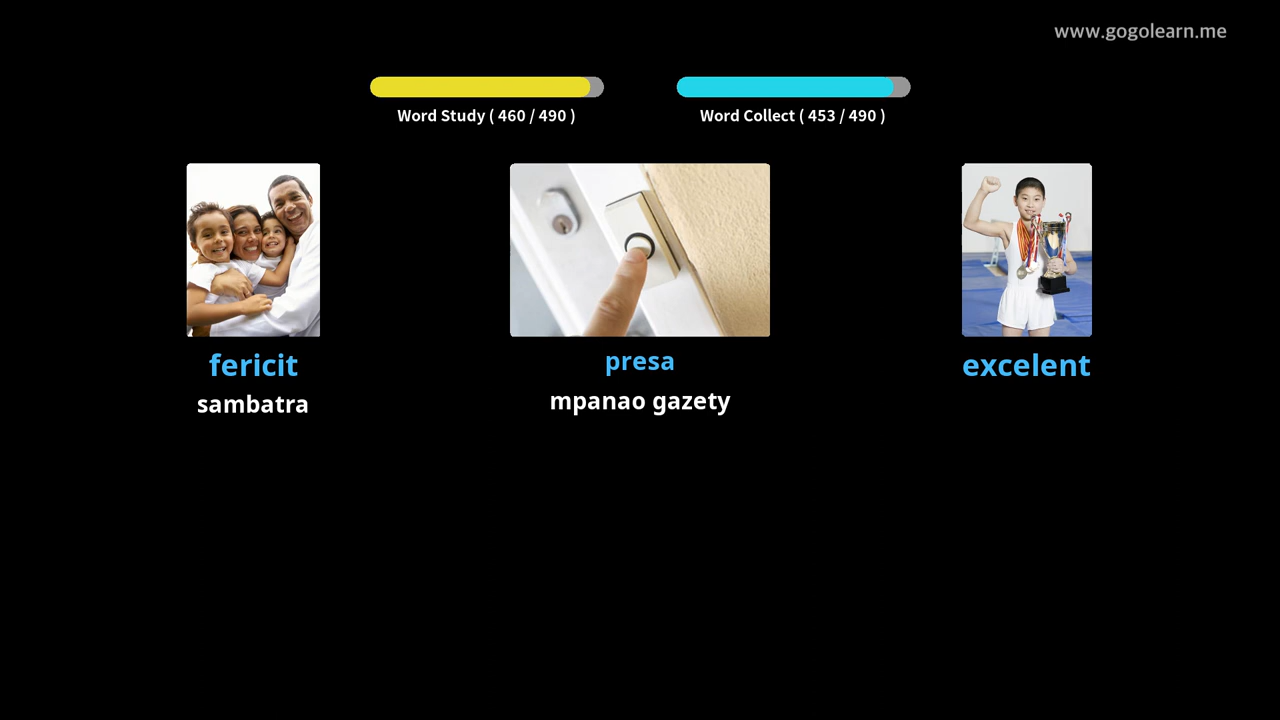 www.gogolearn.me
Word Study ( 460 / 490 )
Word Collect ( 453 / 490 )
fericit
sambatra
presa
mpanao gazety
excelent